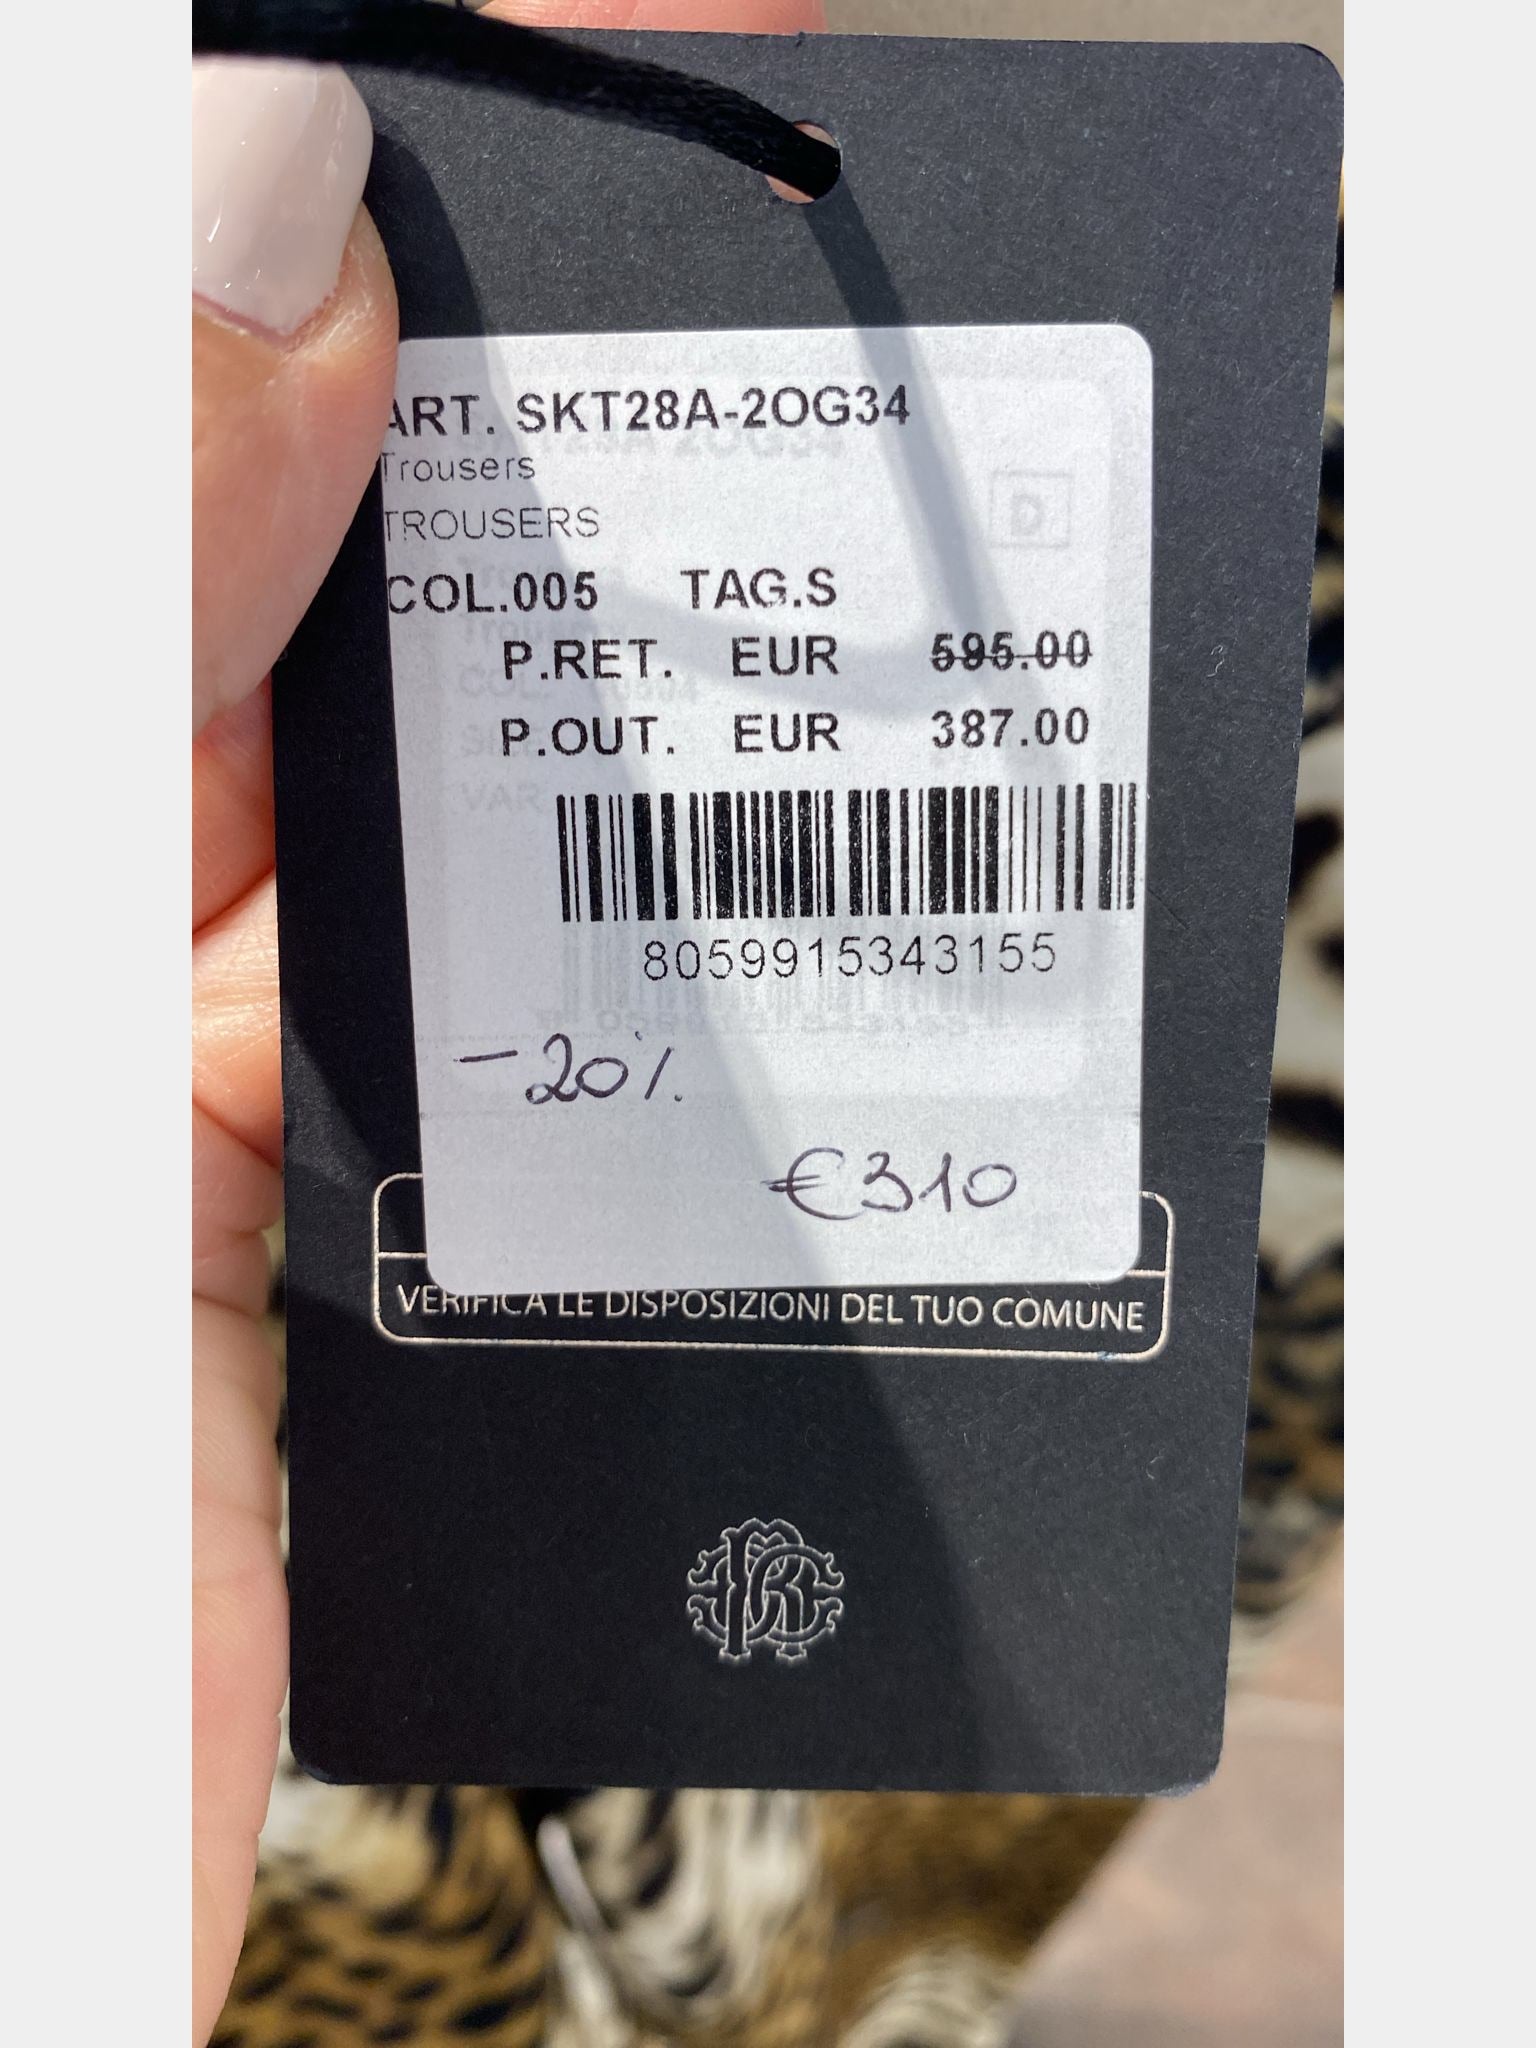 ART. SKT28A-2OG34
Trousers
TROUSERS
COL.005 TAG.S
P.RET. EUR 595.00
P.OUT. EUR 387.00
8059915343155
-20%.
€310
VERIFICA LE DISPOSIZIONI DEL TUO COMUNE